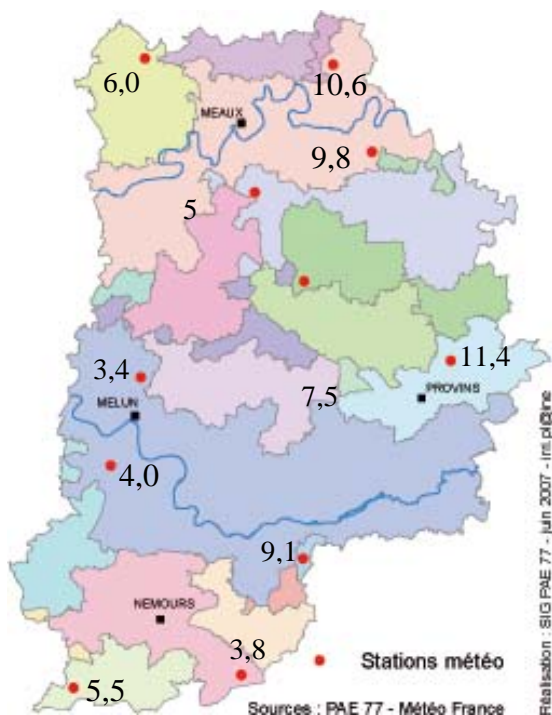 6,0
10,6
MEAUX
9,8
5
11,4
3,4
7,5
PROVINS
MELUN
4,0
9,1
NEMOURS
3,8
Stations météo
5,5
Sources : PAE 77 - Météo France
Réalisation : SIG PAE 77 - juin 2007 -